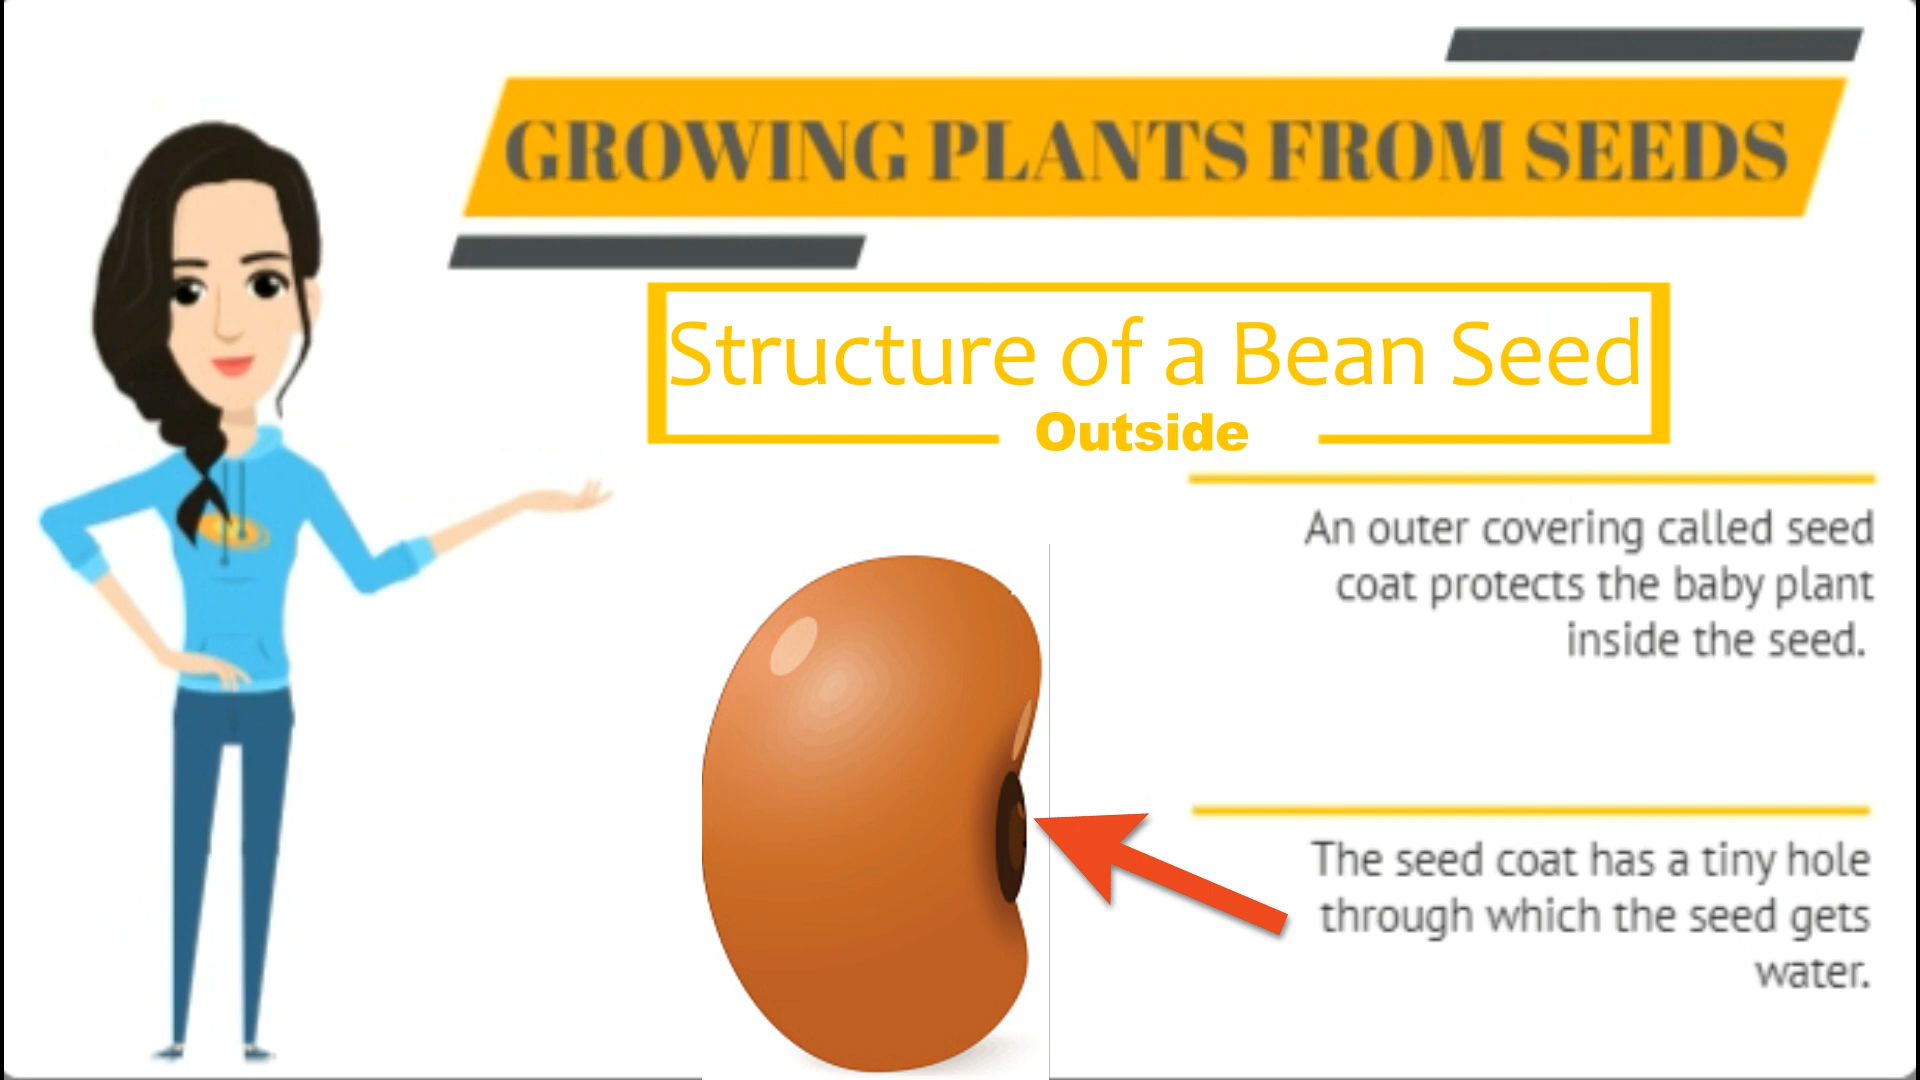 GROWING PLANTS FROM SEEDS
Structure of a Bean Seed
Outside
An outer covering called seed
coat protects the baby plant
inside the seed.
The seed coat has a tiny hole
through which the seed gets
water.